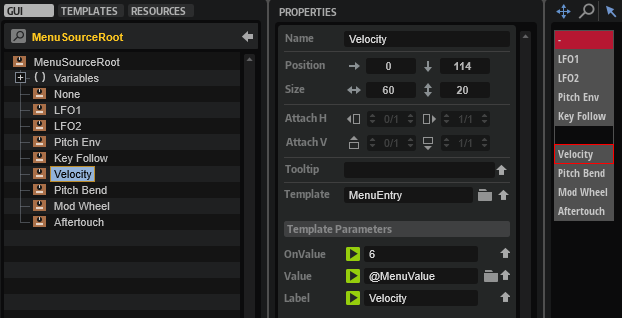 GUI TEMPLATES RESOURCES
MenuSourceRoot
MenuSourceRoot
( ) Variables
None
LFO1
LFO2
Pitch Env
Key Follow
Velocity
Pitch Bend
Mod Wheel
Aftertouch
PROPERTIES
Name Velocity
Position 0 114
Size 60 20
Attach H 0/1 1/1
Attach V 0/1 1/1
Tooltip
Template MenuEntry
Template Parameters
OnValue 6
Value @MenuValue
Label Velocity
-
LFO1
LFO2
Pitch Env
Key Follow
Velocity
Pitch Bend
Mod Wheel
Aftertouch